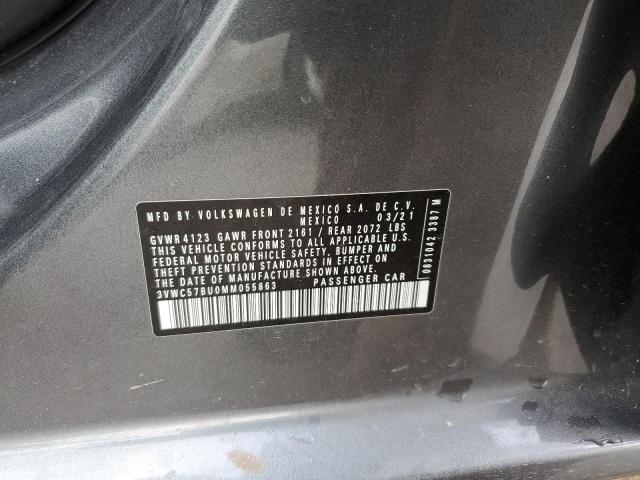 MFD BY VOLKSWAGEN DE MEXICO S.A. DE C.V.
MEXICO 03/21
GVWR 4123 GAWR FRONT 2161 / REAR 2072 LBS
THIS VEHICLE CONFORMS TO ALL APPLICABLE U.S.
FEDERAL MOTOR VEHICLE SAFETY, BUMPER AND
THEFT PREVENTION STANDARDS IN EFFECT ON
THE DATE OF MANUFACTURE SHOWN ABOVE.
3VWC57BU0MM055863 PASSENGER CAR
0831042 3387 M